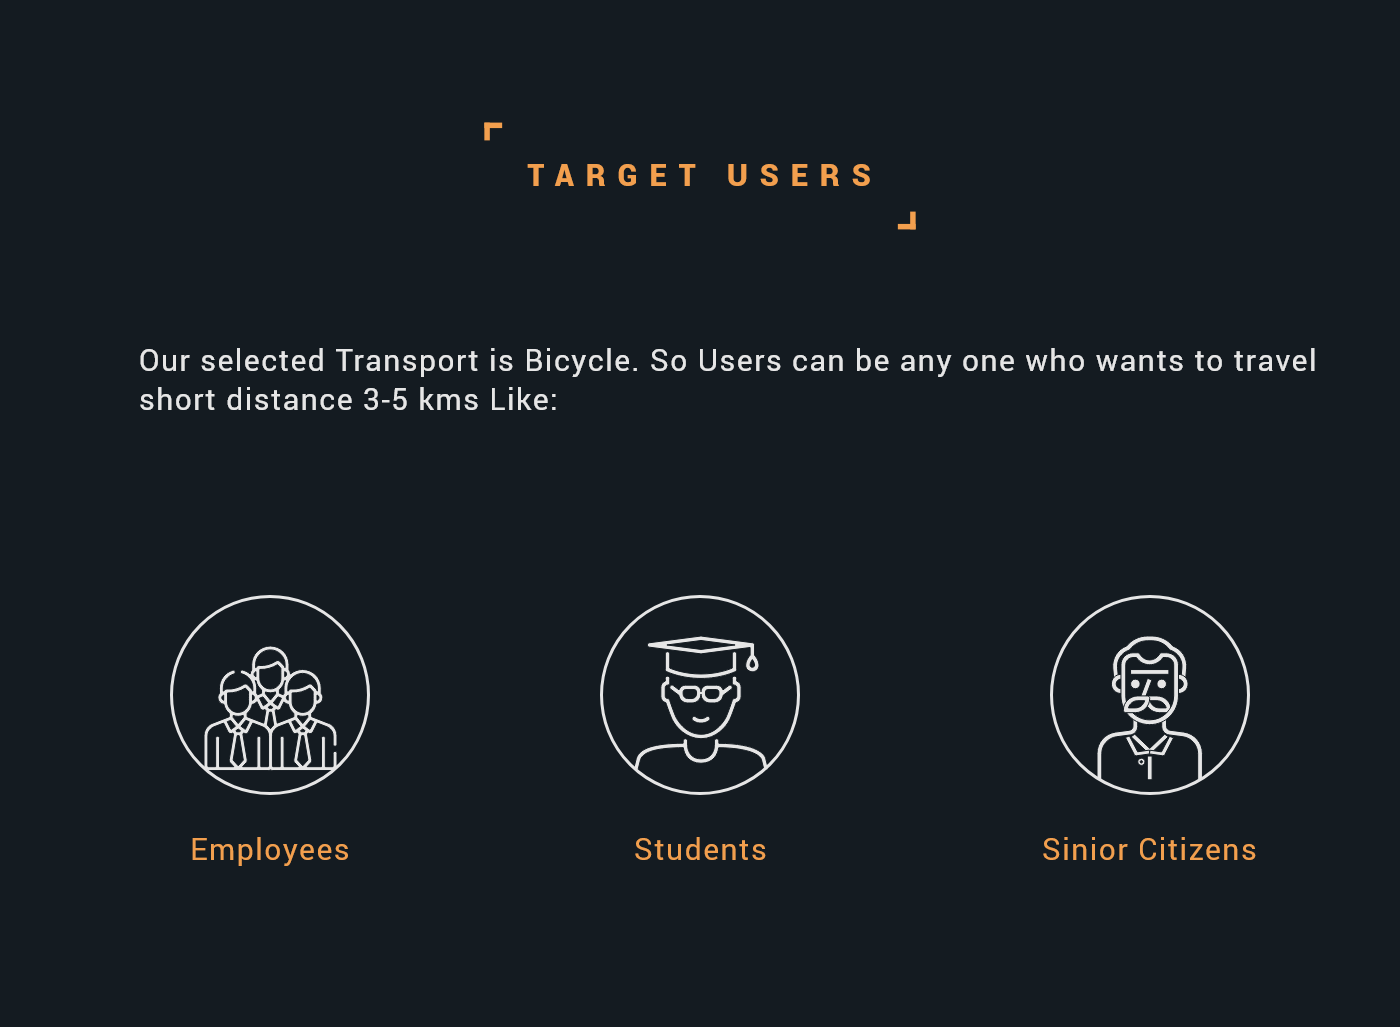 TARGET USERS
Our selected Transport is Bicycle. So Users can be any one who wants to travel
short distance 3-5 kms Like:
Employees
Students
Sinior Citizens